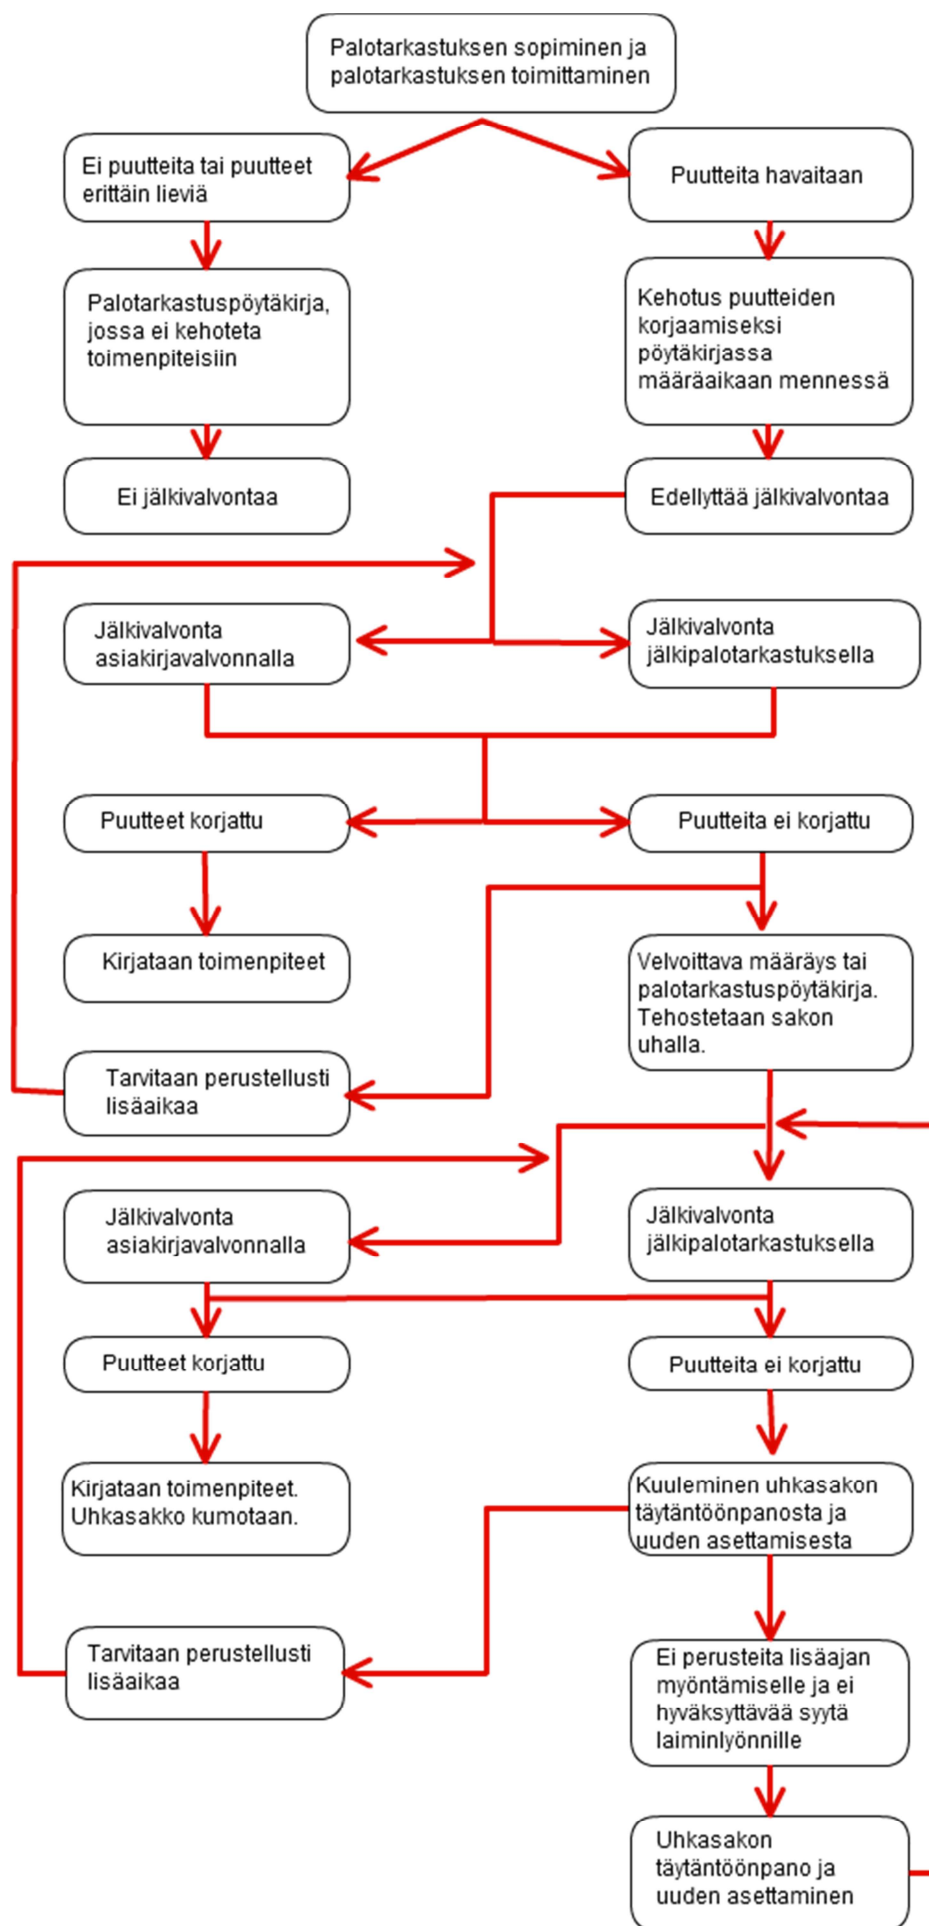 Palotarkastuksen sopiminen ja
palotarkastuksen toimittaminen
Ei puutteita tai puutteet
erittäin lieviä
Puutteita havaitaan
Palotarkastuspöytäkirja,
jossa ei kehoteta
toimenpiteisiin
Kehotus puutteiden
korjaamiseksi
pöytäkirjassa
määräaikaan mennessä
Ei jälkivalvontaa
Edellyttää jälkivalvontaa
Jälkivalvonta
asiakirjavalvonnalla
Jälkivalvonta
jälkipalotarkastuksella
Puutteet korjattu
Puutteita ei korjattu
Kirjataan toimenpiteet
Velvoittava määräys tai
palotarkastuspöytäkirja.
Tehostetaan sakon
uhalla.
Tarvitaan perustellusti
lisäaikaa
Jälkivalvonta
asiakirjavalvonnalla
Jälkivalvonta
jälkipalotarkastuksella
Puutteet korjattu
Puutteita ei korjattu
Kirjataan toimenpiteet.
Uhkasakko kumotaan.
Kuuleminen uhkasakon
täytäntöönpanosta ja
uuden asettamisesta
Tarvitaan perustellusti
lisäaikaa
Ei perusteita lisäajan
myöntämiselle ja ei
hyväksyttävää syytä
laiminlyönnille
Uhkasakon
täytäntöönpano ja
uuden asettaminen